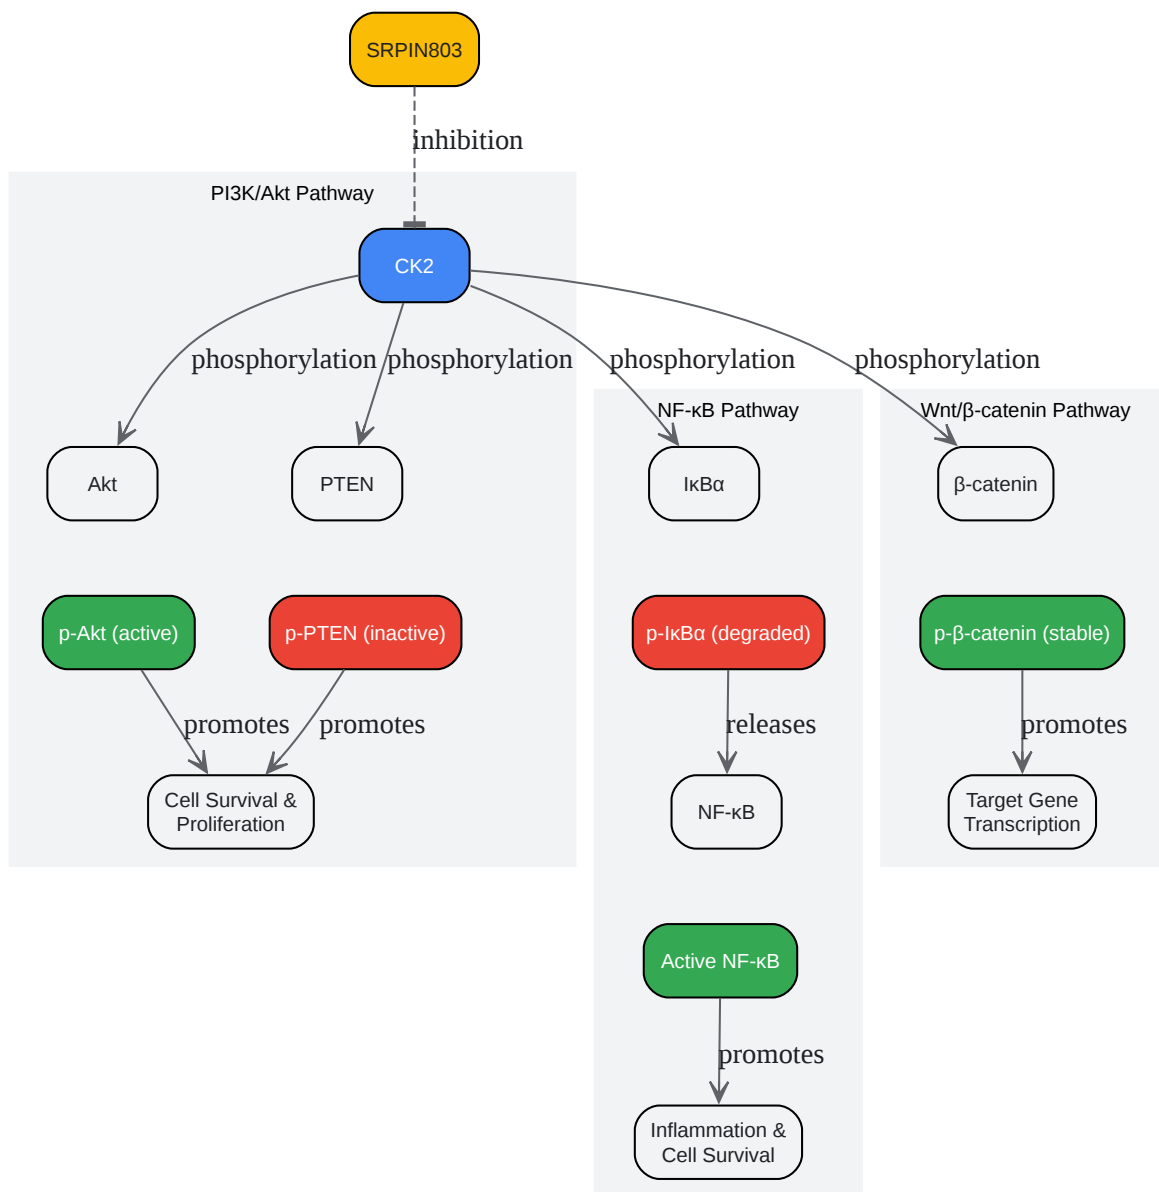 SRPIN803
inhibition
PI3K/Akt Pathway
CK2
phosphorylation
phosphorylation
phosphorylation
phosphorylation
NF-κB Pathway
Wnt/β-catenin Pathway
Akt
PTEN
IκBα
β-catenin
p-Akt (active)
p-PTEN (inactive)
p-IκBα (degraded)
p-β-catenin (stable)
promotes
promotes
releases
promotes
Cell Survival &
Proliferation
NF-κB
Target Gene
Transcription
Active NF-κB
promotes
Inflammation &
Cell Survival